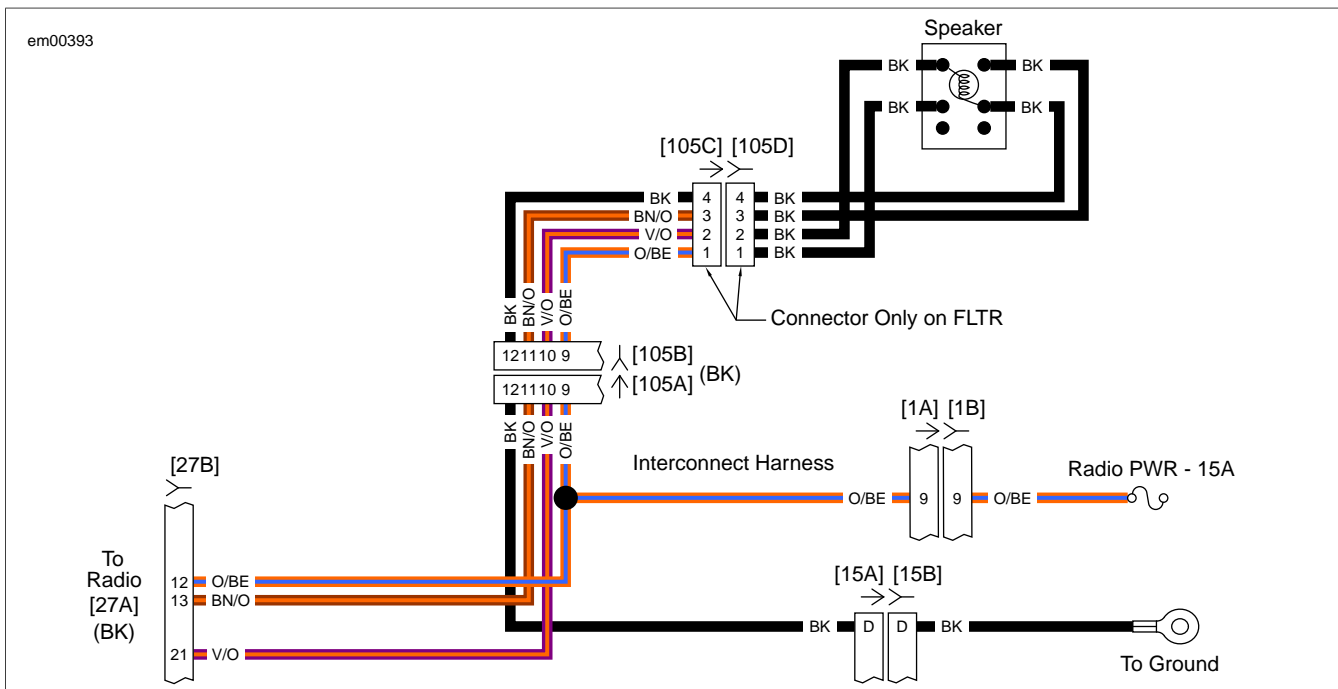 em00393
Speaker
BK BK
BK BK
[105C] [105D]
BK 4 4 BK
BN/O 3 3 BK
V/O 2 2 BK
O/BE 1 1 BK
BK BN/O V/O O/BE
Connector Only on FLTR
12 11 10 9 [105B]
(BK)
12 11 10 9 [105A]
BK BN/O V/O O/BE
[1A] [1B]
[27B]
Interconnect Harness
Radio PWR - 15A
O/BE 9 9 O/BE
To
Radio
[27A]
(BK)
12 O/BE
13 BN/O
21 V/O
[15A] [15B]
BK D D BK
To Ground